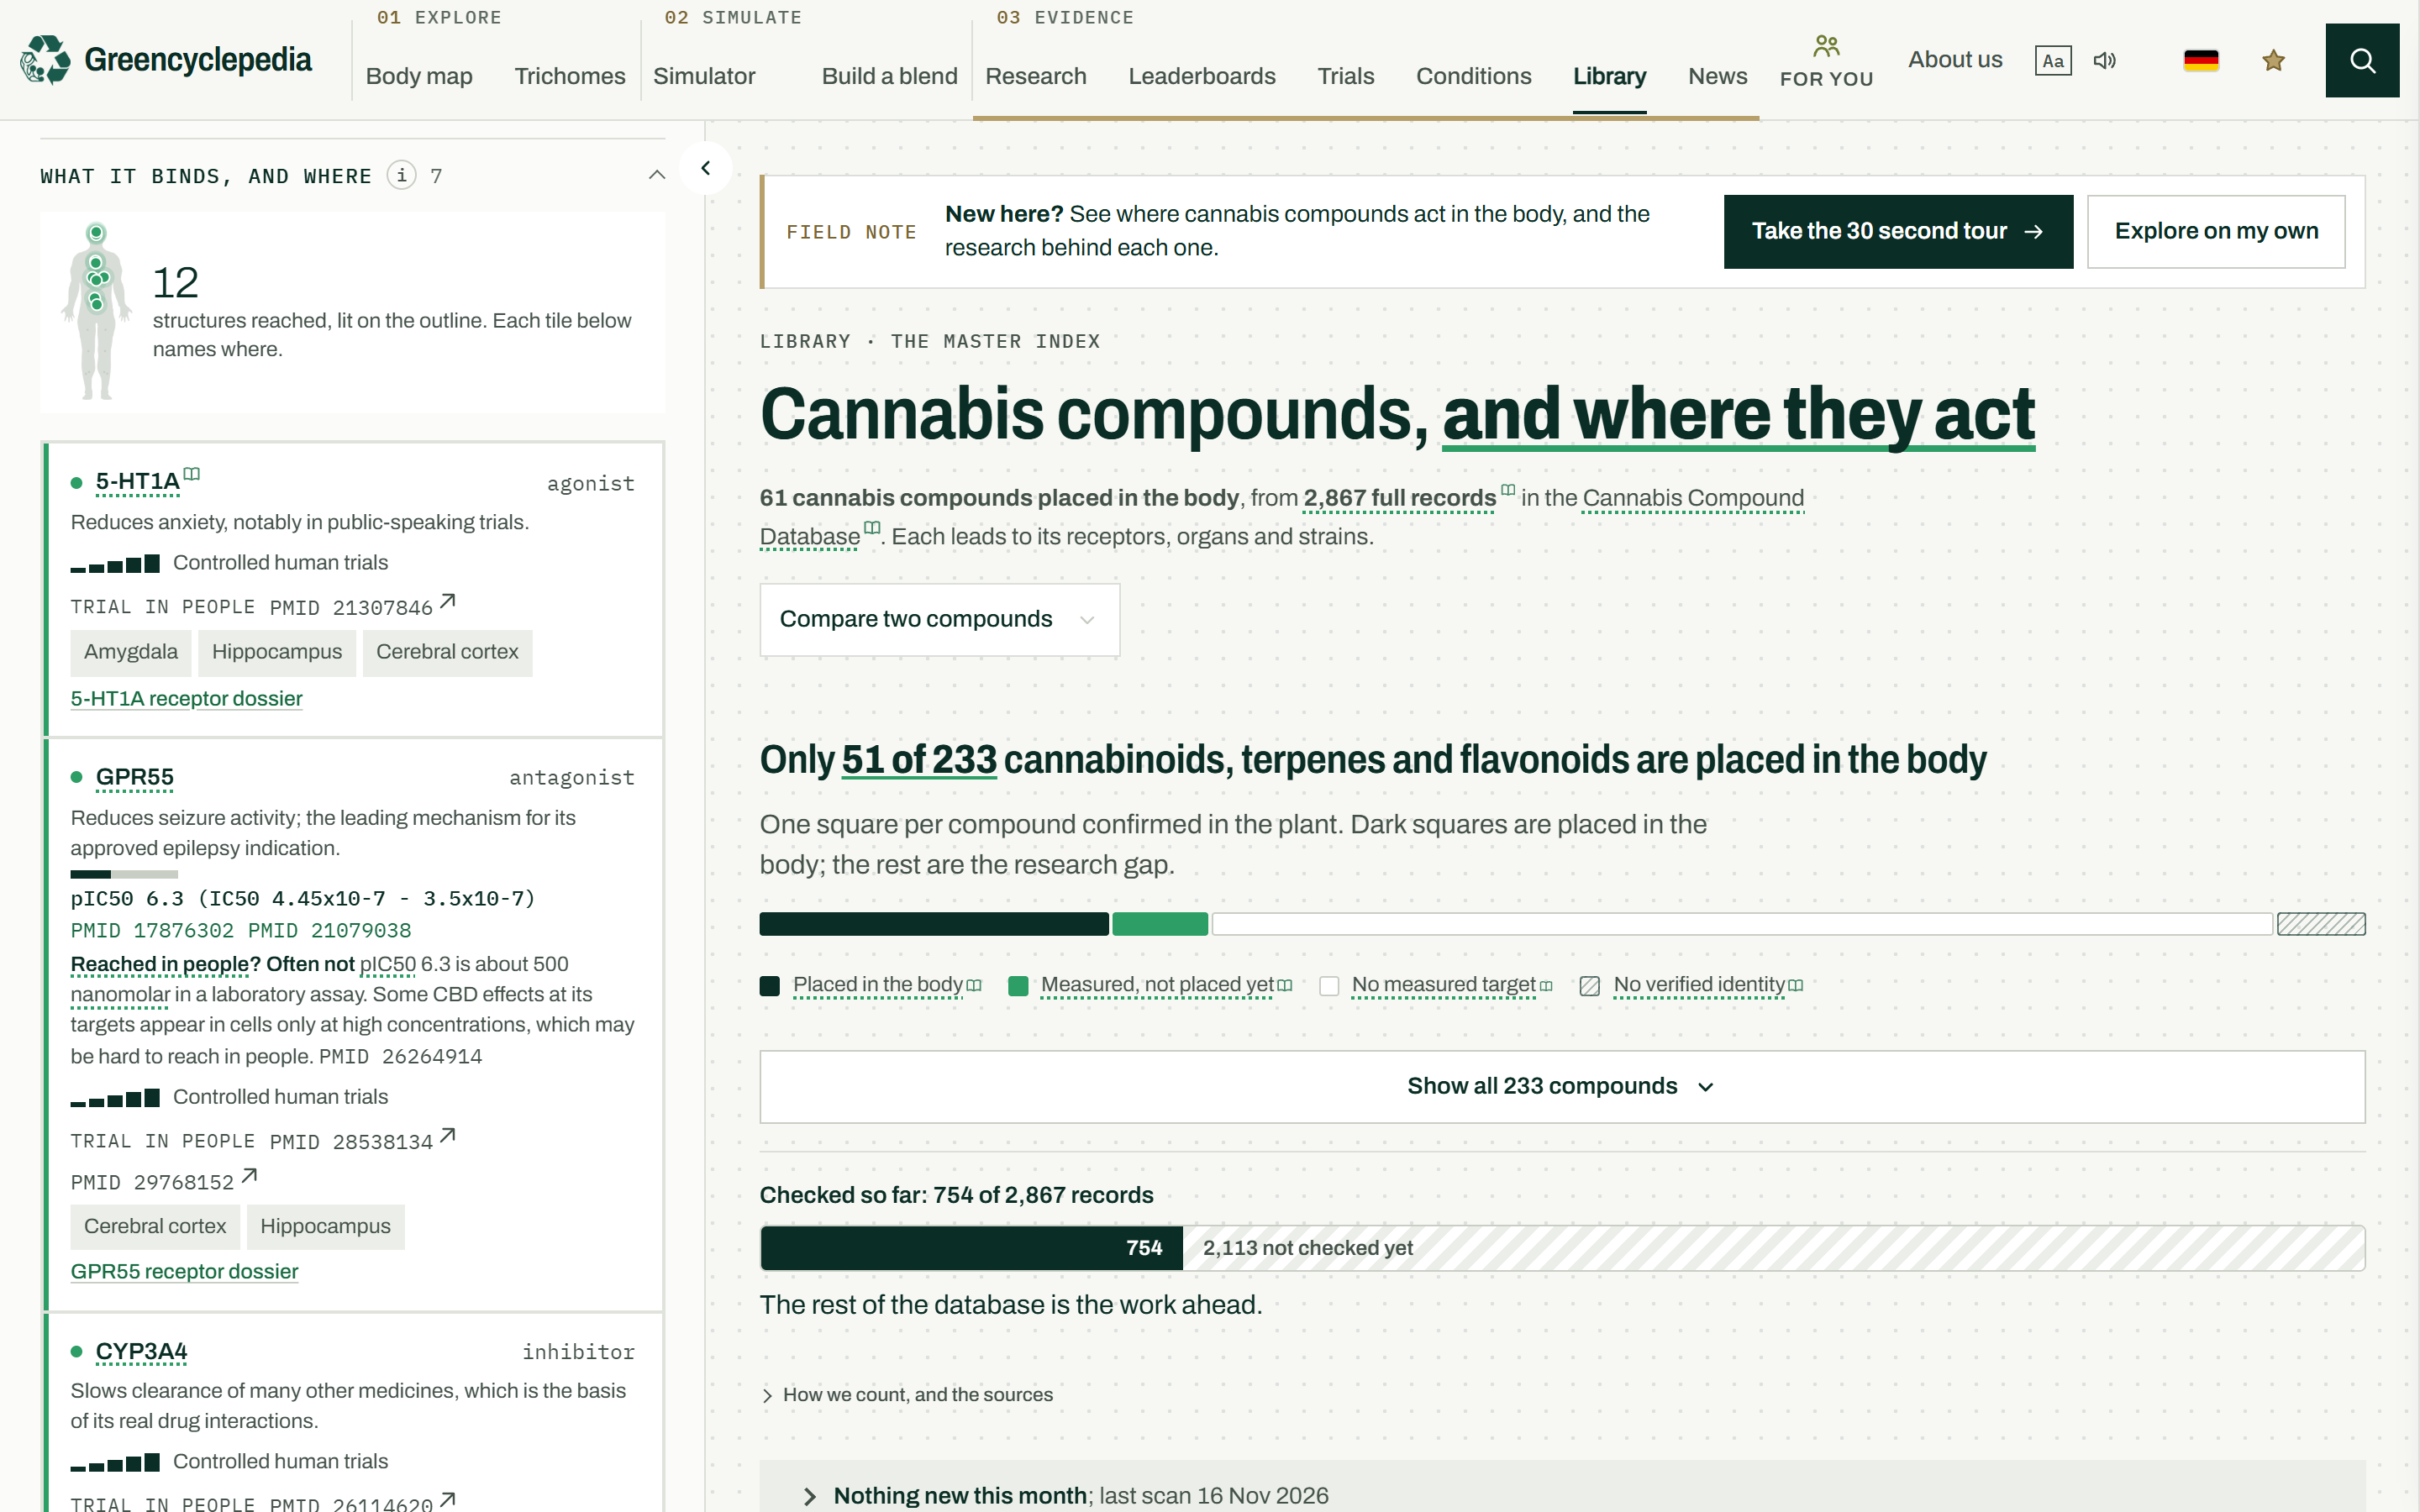 Greencyclepedia
01 EXPLORE
Body map
Trichomes
02 SIMULATE
Simulator
Build a blend
03 EVIDENCE
Research
Leaderboards
Trials
Conditions
Library
News
FOR YOU
About us
Aa
WHAT IT BINDS, AND WHERE i 7
12
structures reached, lit on the outline. Each tile below
names where.
5-HT1A agonist
Reduces anxiety, notably in public-speaking trials.
Controlled human trials
TRIAL IN PEOPLE PMID 21307846
Amygdala Hippocampus Cerebral cortex
5-HT1A receptor dossier
GPR55 antagonist
Reduces seizure activity; the leading mechanism for its
approved epilepsy indication.
pIC50 6.3 (IC50 4.45x10-7 - 3.5x10-7)
PMID 17876302 PMID 21079038
Reached in people? Often not pIC50 6.3 is about 500
nanomolar in a laboratory assay. Some CBD effects at its
targets appear in cells only at high concentrations, which may
be hard to reach in people. PMID 26264914
Controlled human trials
TRIAL IN PEOPLE PMID 28538134
PMID 29768152
Cerebral cortex Hippocampus
GPR55 receptor dossier
CYP3A4 inhibitor
Slows clearance of many other medicines, which is the basis
of its real drug interactions.
Controlled human trials
TRIAL IN PEOPLE PMID 26114620
FIELD NOTE
New here? See where cannabis compounds act in the body, and the
research behind each one.
Take the 30 second tour
Explore on my own
LIBRARY · THE MASTER INDEX
Cannabis compounds, and where they act
61 cannabis compounds placed in the body, from 2,867 full records in the Cannabis Compound
Database. Each leads to its receptors, organs and strains.
Compare two compounds
Only 51 of 233 cannabinoids, terpenes and flavonoids are placed in the body
One square per compound confirmed in the plant. Dark squares are placed in the
body; the rest are the research gap.
Placed in the body Measured, not placed yet No measured target No verified identity
Show all 233 compounds
Checked so far: 754 of 2,867 records
754 2,113 not checked yet
The rest of the database is the work ahead.
How we count, and the sources
Nothing new this month; last scan 16 Nov 2026